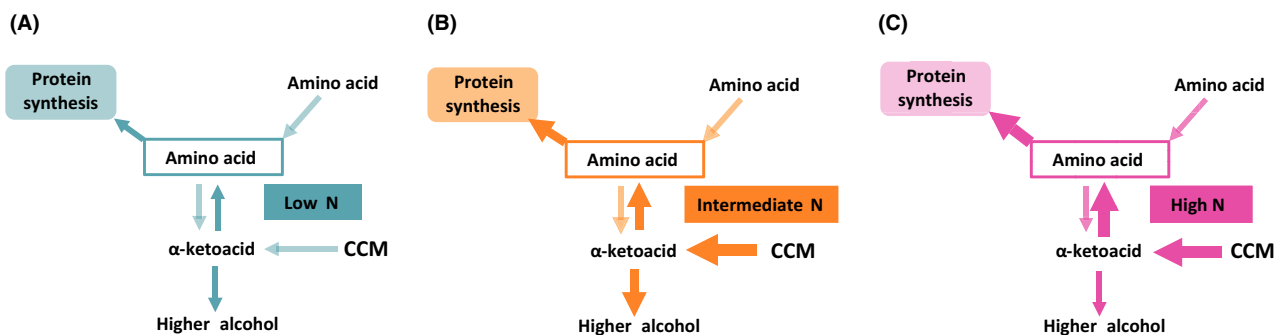 (A)
Protein
synthesis
Amino acid
Amino acid
Low N
α-ketoacid
CCM
Higher alcohol
(B)
Protein
synthesis
Amino acid
Amino acid
Intermediate N
α-ketoacid
CCM
Higher alcohol
(C)
Protein
synthesis
Amino acid
Amino acid
High N
α-ketoacid
CCM
Higher alcohol